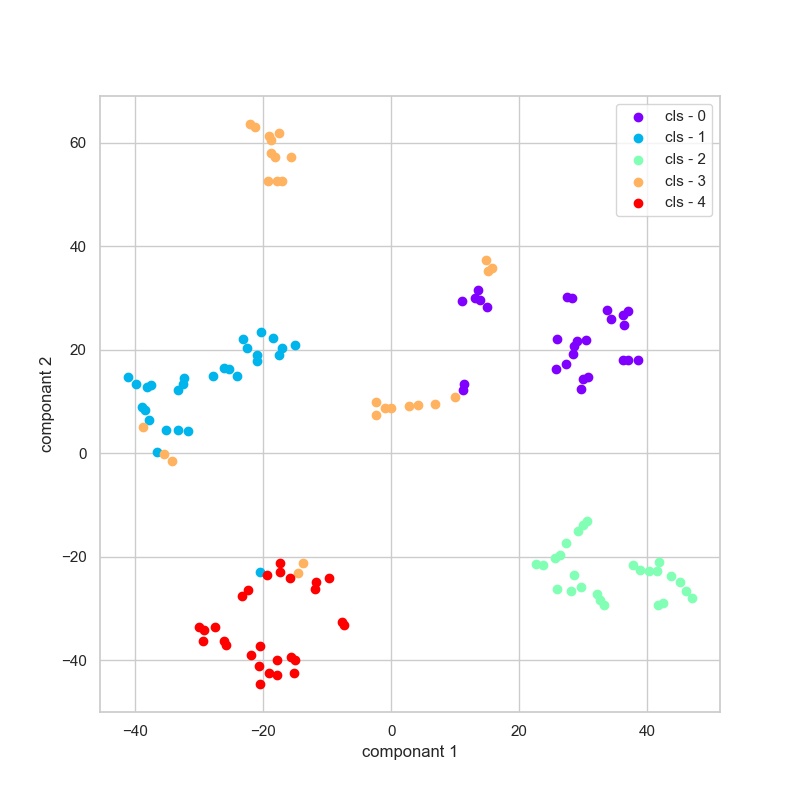 cls - 0
cls - 1
cls - 2
cls - 3
cls - 4
60
40
20
0
−20
−40
componant 2
−40 −20 0 20 40
componant 1